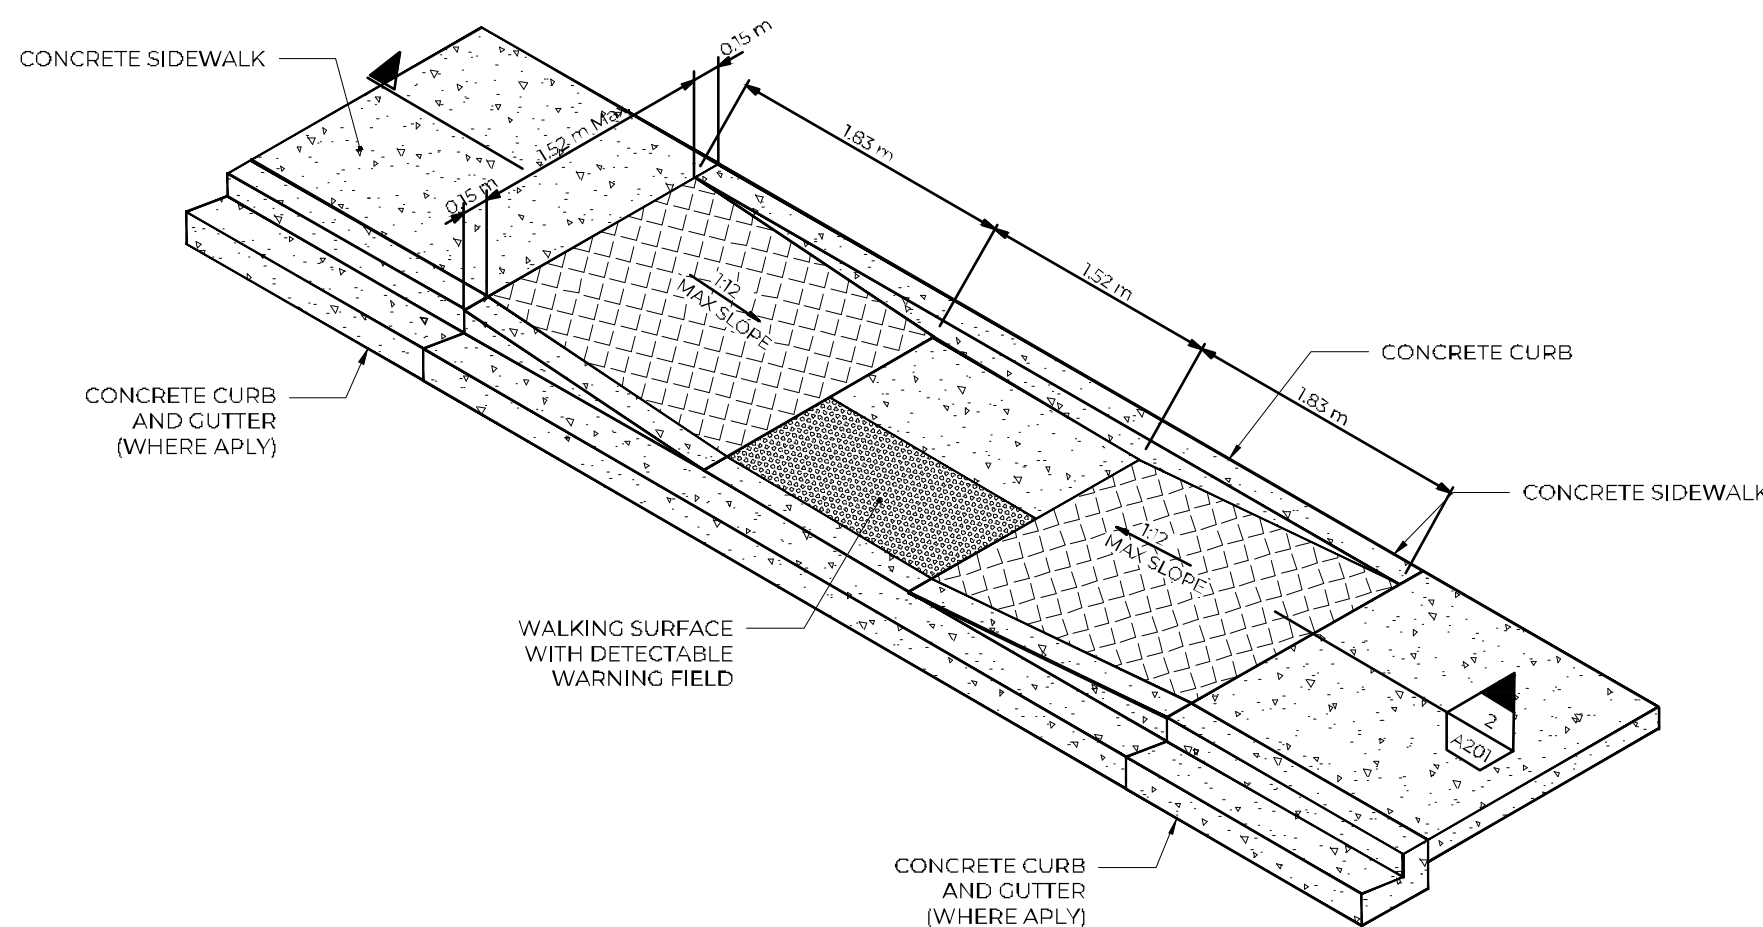 CONCRETE SIDEWALK
0.15 m
1.52 m Max
0.15 m
1.83 m
1.52 m
1.83 m
1:12
MAX SLOPE
CONCRETE CURB
CONCRETE CURB
AND GUTTER
(WHERE APLY)
CONCRETE SIDEWALK
1:12
MAX SLOPE
WALKING SURFACE
WITH DETECTABLE
WARNING FIELD
2
A201
CONCRETE CURB
AND GUTTER
(WHERE APLY)